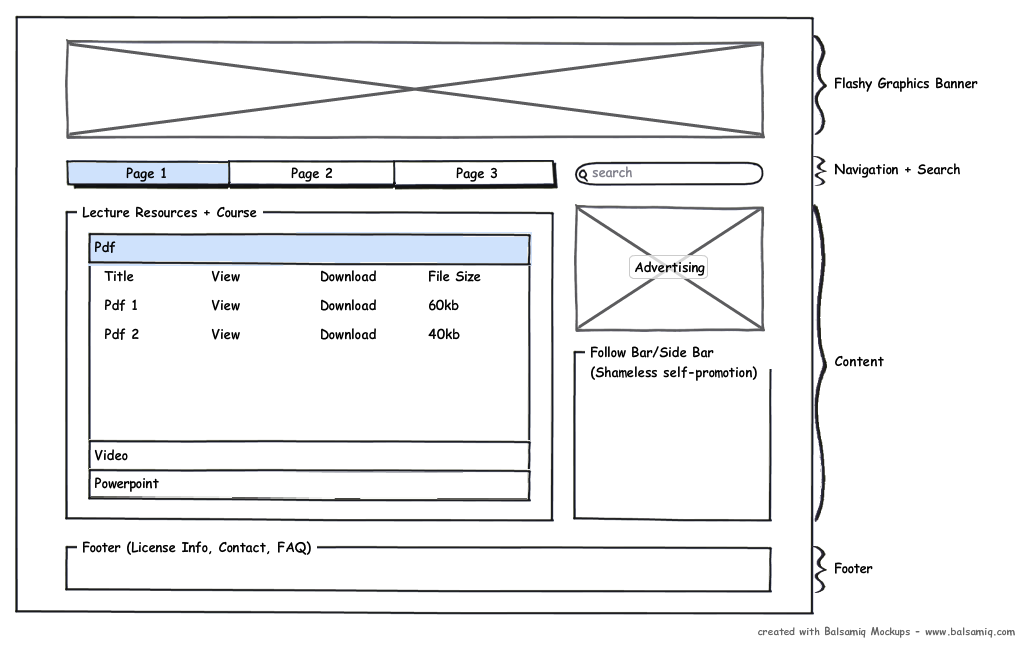 Flashy Graphics Banner
Page 1 Page 2 Page 3 search
Navigation + Search
Lecture Resources + Course
Pdf
Title View Download File Size
Pdf 1 View Download 60kb
Pdf 2 View Download 40kb
Video
Powerpoint
Advertising
Follow Bar/Side Bar
(Shameless self-promotion)
Content
Footer (License Info, Contact, FAQ)
Footer
created with Balsamiq Mockups - www.balsamiq.com